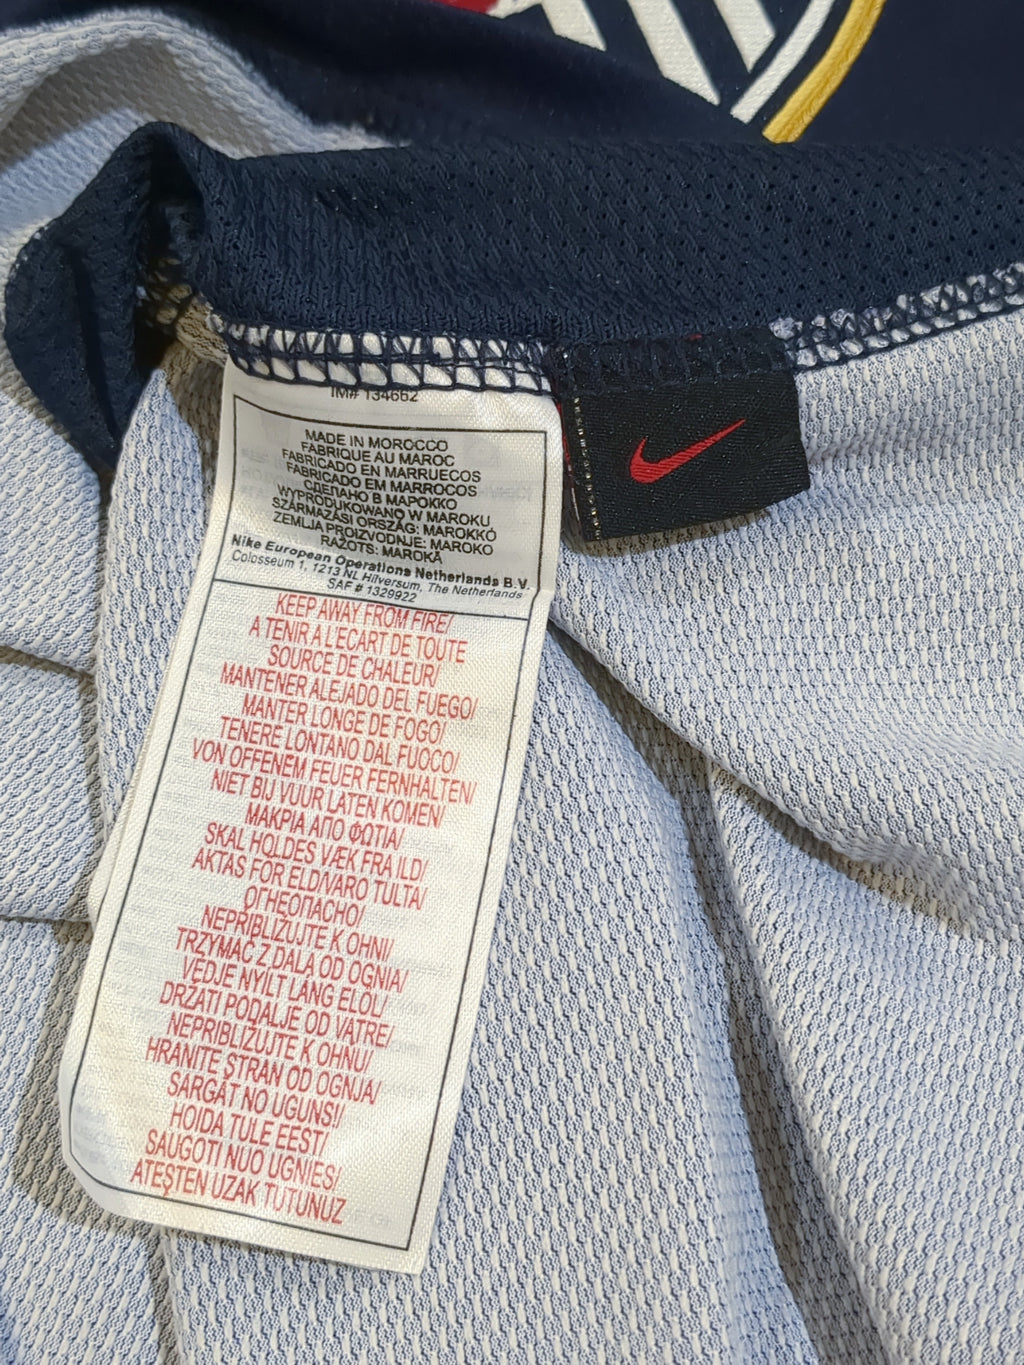 IM# 134662
MADE IN MOROCCO
FABRIQUE AU MAROC
FABRICADO EN MARRUECOS
FABRICADO EM MARROCOS
СДЕЛАНО В МАРОККО
WYPRODUKOWANO W MAROKU
SZÁRMAZÁSI ORSZÁG: MAROKKÓ
ZEMLJA PROIZVODNJE: MAROKO
RAŽOTS: MAROKĀ
Nike European Operations Netherlands B.V.
Colosseum 1, 1213 NL Hilversum, The Netherlands
SAF # 1329922
KEEP AWAY FROM FIRE/
A TENIR A L'ECART DE TOUTE
SOURCE DE CHALEUR/
MANTENER ALEJADO DEL FUEGO/
MANTER LONGE DE FOGO/
TENERE LONTANO DAL FUOCO/
VON OFFENEM FEUER FERNHALTEN/
NIET BIJ VUUR LATEN KOMEN/
ΜΑΚΡΙΑ ΑΠΟ ΦΩΤΙΑ/
SKAL HOLDES VÆK FRA ILD/
AKTAS FOR ELD/VARO TULTA/
ОГНЕОПАСНО/
NEPRIBLIZUJTE K OHNI/
TRZYMAĆ Z DALA OD OGNIA/
VEDJE NYILT LANG ELOL/
DRŽATI PODALJE OD VATRE/
NEPRIBLIZUJTE K OHNU/
HRANITE STRAN OD OGNJA/
SARGĀT NO UGUNS!/
HOIDA TULE EEST/
SAUGOTI NUO UGNIES/
ATEŞTEN UZAK TUTUNUZ